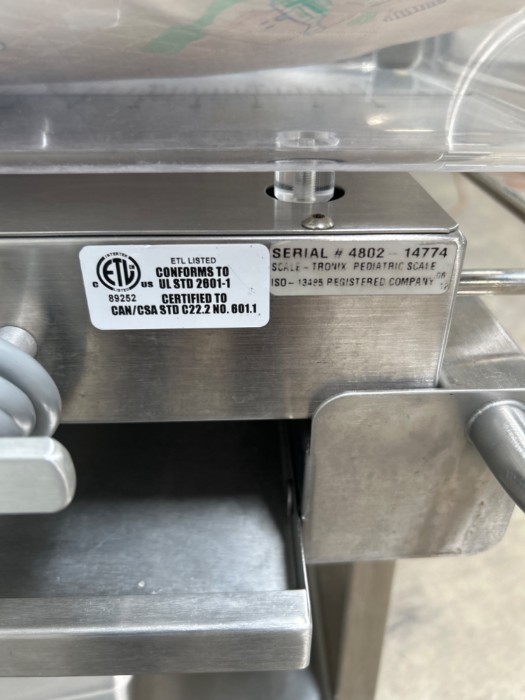 INTERTEK
ETL
LISTED
C
US
89252
ETL LISTED
CONFORMS TO
UL STD 2601-1
CERTIFIED TO
CAN/CSA STD C22.2 NO. 601.1
SERIAL # 4802 - 14774
SCALE - TRONIX PEDIATRIC SCALE
ISO - 13485 REGISTERED COMPANY